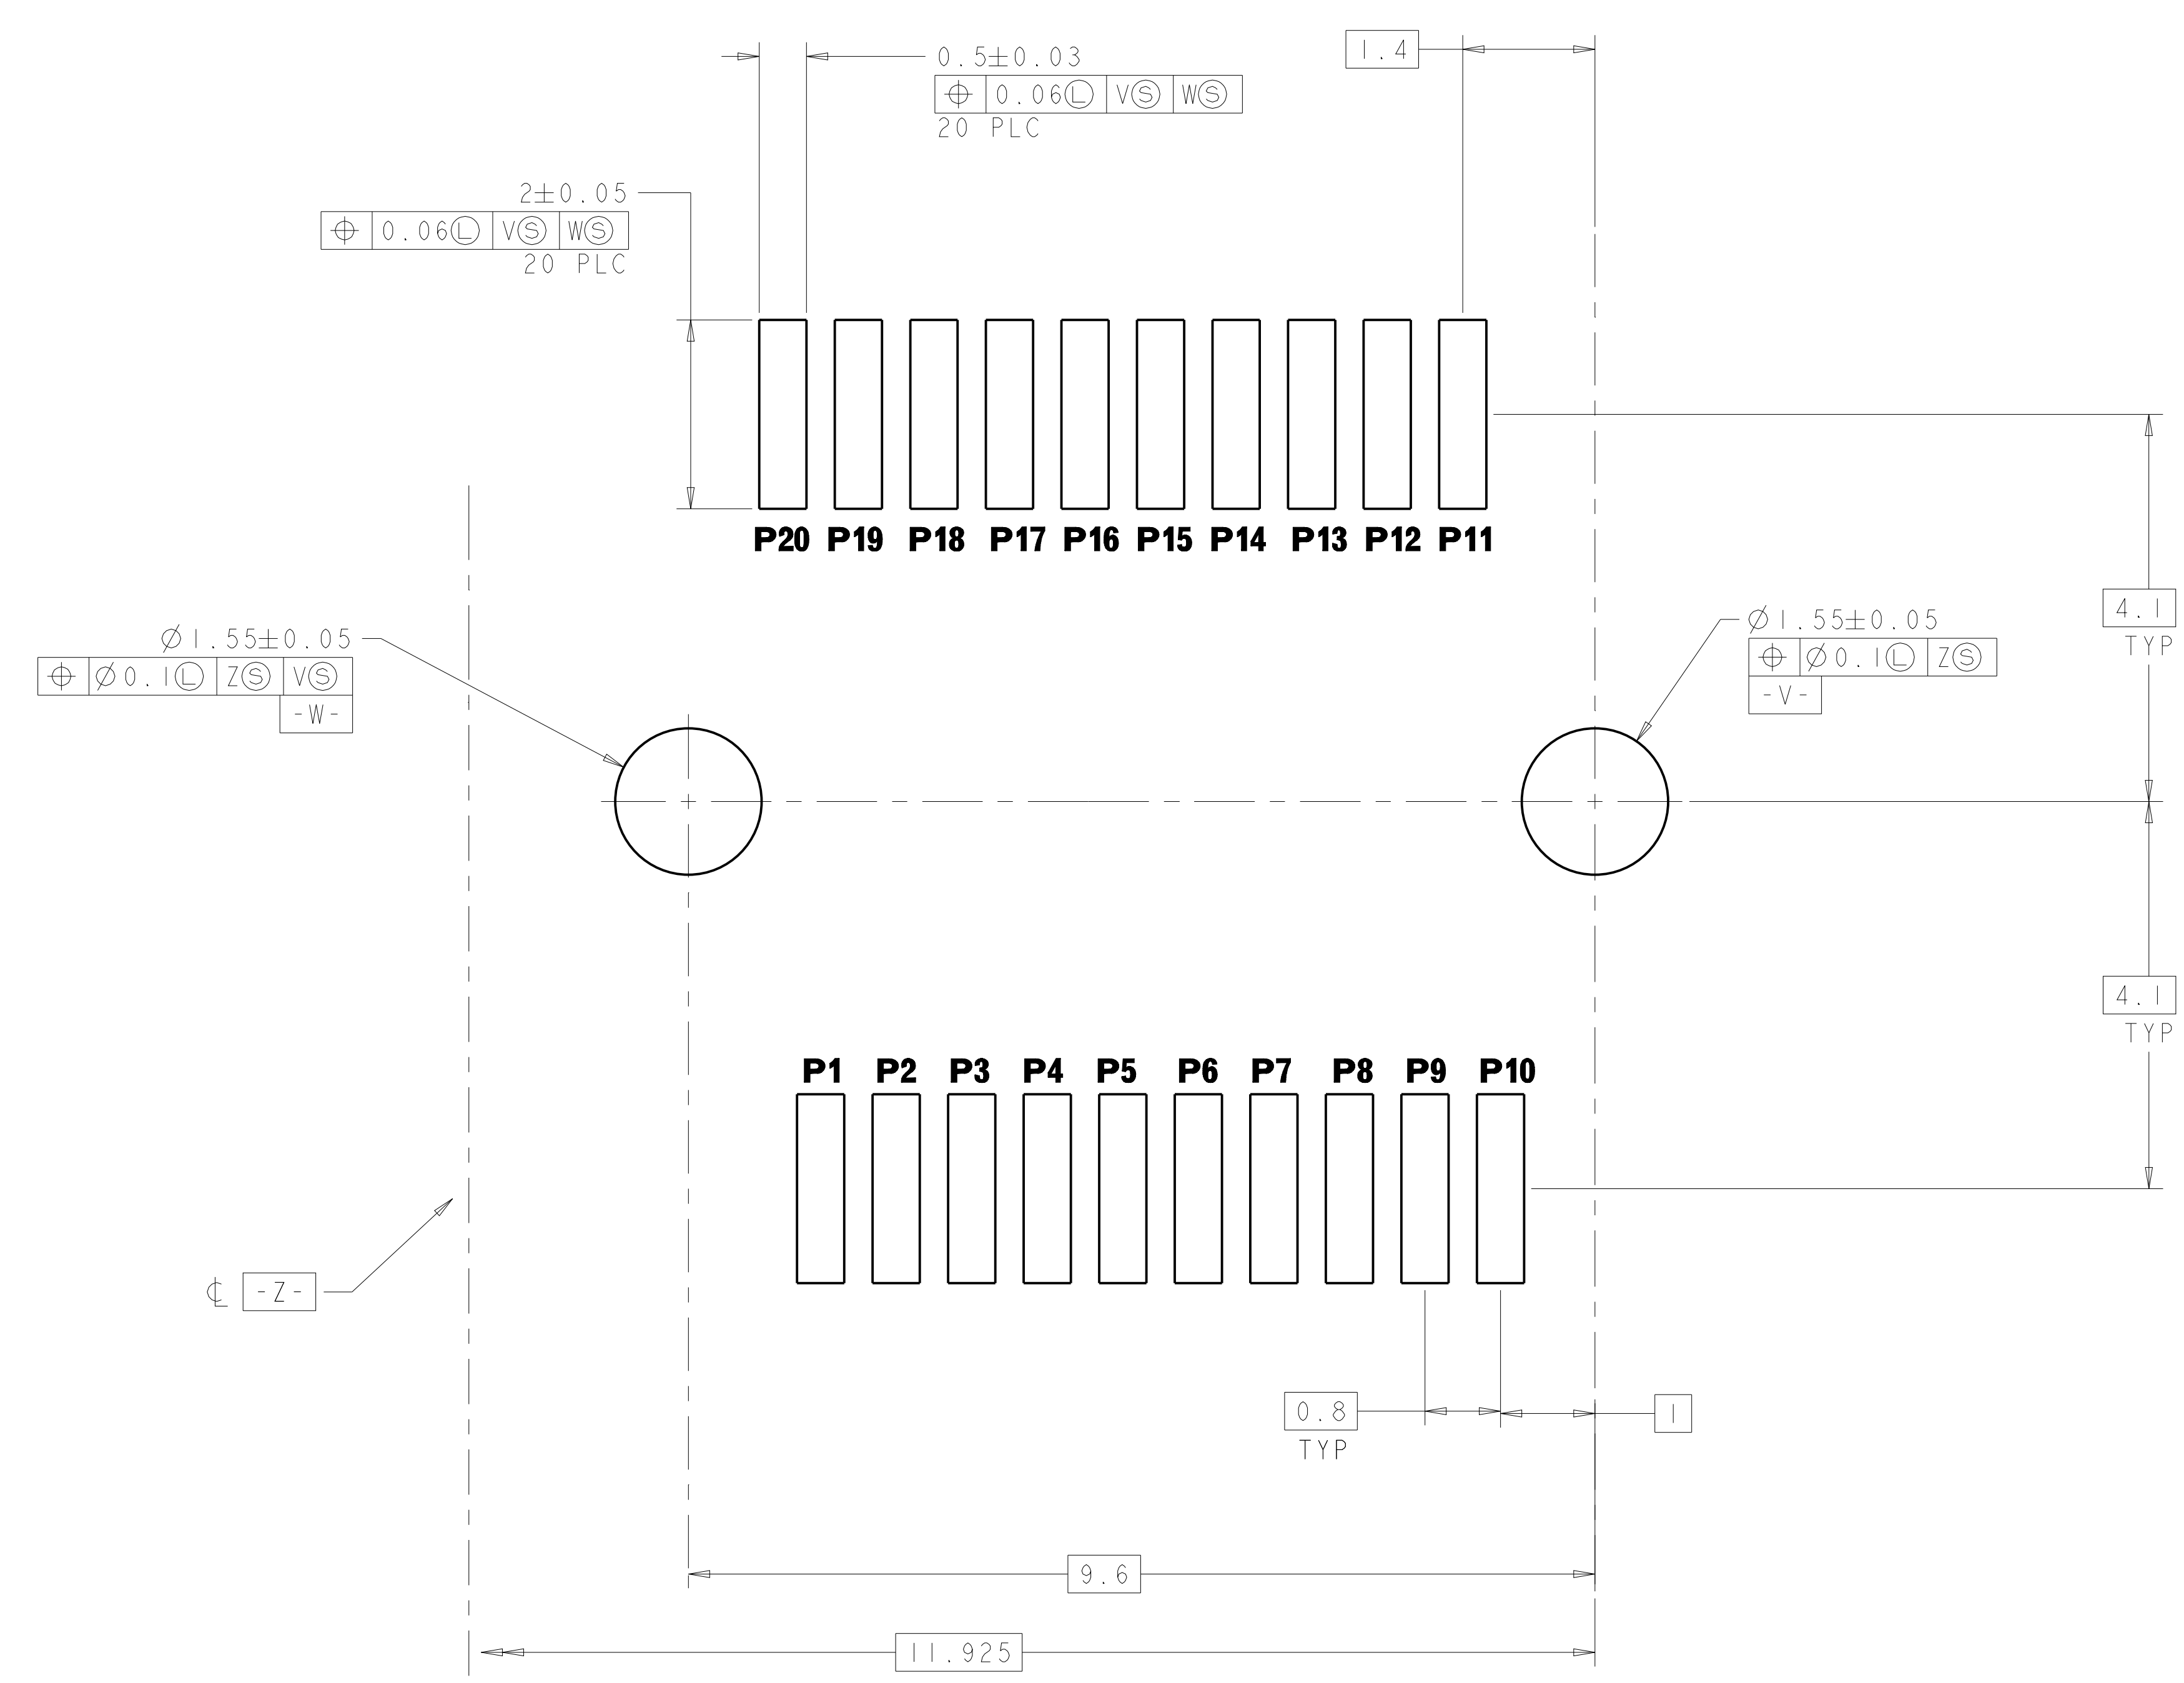 0.5±0.03
⌖ 0.06Ⓛ VⓈ WⓈ
20 PLC
1.4
2±0.05
⌖ 0.06Ⓛ VⓈ WⓈ
20 PLC
P20 P19 P18 P17 P16 P15 P14 P13 P12 P11
4.1
TYP
Ø1.55±0.05
⌖ Ø0.1Ⓛ ZⓈ VⓈ
-W-
Ø1.55±0.05
⌖ Ø0.1Ⓛ ZⓈ
-V-
4.1
TYP
P1 P2 P3 P4 P5 P6 P7 P8 P9 P10
℄ -Z-
0.8
TYP
1
9.6
11.925